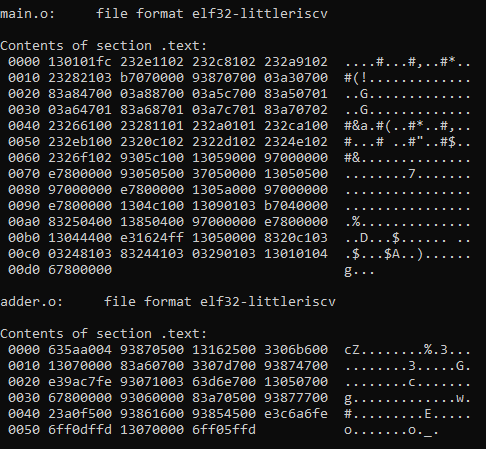 main.o:     file format elf32-littleriscv

Contents of section .text:
 0000 130101fc 232e1102 232c8102 232a9102  ....#...#,..#*..
 0010 23282103 b7070000 93870700 03a30700  #(!.............
 0020 83a84700 03a88700 03a5c700 83a50701  ..G.............
 0030 03a64701 83a68701 03a7c701 83a70702  ..G.............
 0040 23266100 23281101 232a0101 232ca100  #&a.#(..#*..#,..
 0050 232eb100 2320c102 2322d102 2324e102  #...# ..#"..#$..
 0060 2326f102 9305c100 13059000 97000000  #&..............
 0070 e7800000 93050500 37050000 13050500  ........7.......
 0080 97000000 e7800000 1305a000 97000000  ................
 0090 e7800000 1304c100 13090103 b7040000  ................
 00a0 83250400 13850400 97000000 e7800000  .%..............
 00b0 13044400 e31624ff 13050000 8320c103  ..D...$...... ..
 00c0 03248103 83244103 03290103 13010104  .$...$A..)......
 00d0 67800000                             g...

adder.o:     file format elf32-littleriscv

Contents of section .text:
 0000 635aa004 93870500 13162500 3306b600  cZ........%.3...
 0010 13070000 83a60700 3307d700 93874700  ........3.....G.
 0020 e39ac7fe 93071003 63d6e700 13050700  ........c.......
 0030 67800000 93060000 83a70500 93877700  g.............w.
 0040 23a0f500 93861600 93854500 e3c6a6fe  #.........E.....
 0050 6ff0dffd 13070000 6ff05ffd           o.......o._.